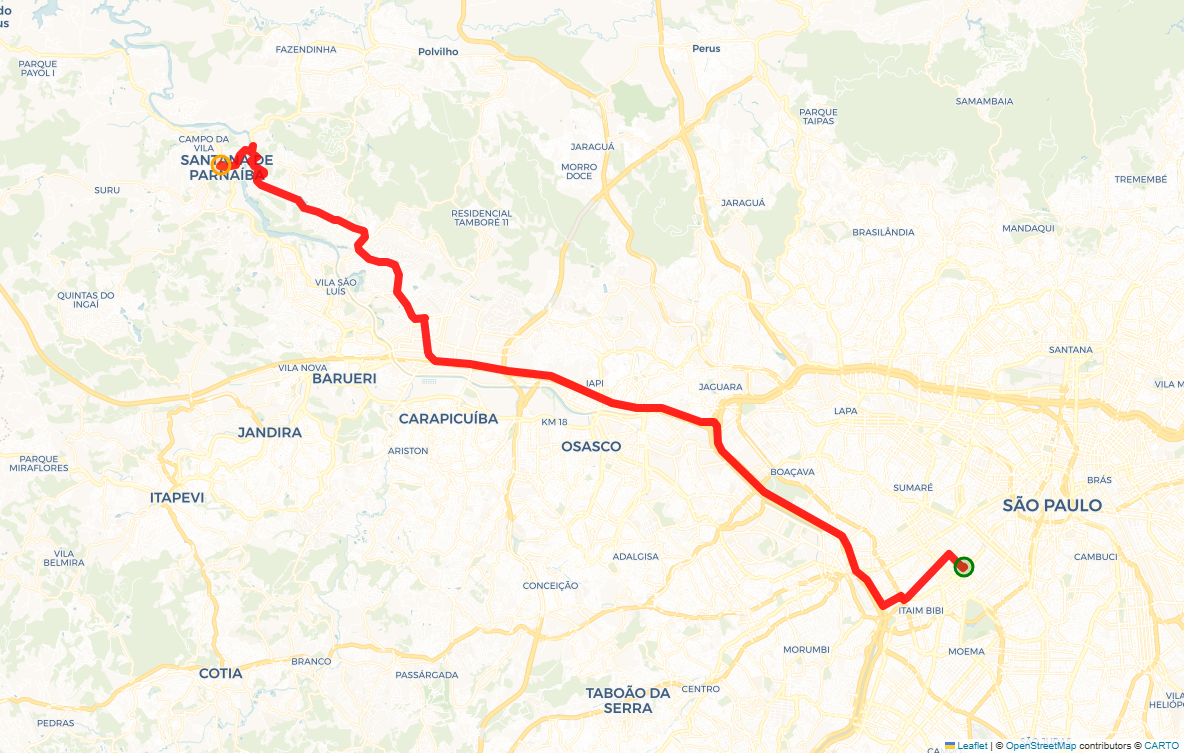 do
us
FAZENDINHA
Polvilho
Perus
PARQUE
PAYOL I
SAMAMBAIA
PARQUE
TAIPAS
CAMPO DA
VILA
JARAGUÁ
SANTANA DE
PARNAÍBA
MORRO
DOCE
TREMEMBÉ
SURU
JARAGUÁ
RESIDENCIAL
TAMBORÉ 11
MANDAQUI
BRASILÂNDIA
VILA SÃO
LUÍS
QUINTAS DO
INGAÍ
SANTANA
VILA NOVA
BARUERI
IAPI
JAGUARA
VILA M
LAPA
CARAPICUÍBA
KM 18
JANDIRA
OSASCO
ARISTON
PARQUE
MIRAFLORES
BOAÇAVA
BRÁS
SUMARÉ
ITAPEVI
SÃO PAULO
VILA
BELMIRA
ADALGISA
CAMBUCI
CONCEIÇÃO
ITAIM BIBI
MORUMBI
MOEMA
BRANCO
COTIA
PASSÁRGADA
TABOÃO DA
SERRA
CENTRO
VILA
HELIÓP
PEDRAS
SÃO JUDAS
CA
Leaflet | © OpenStreetMap contributors © CARTO